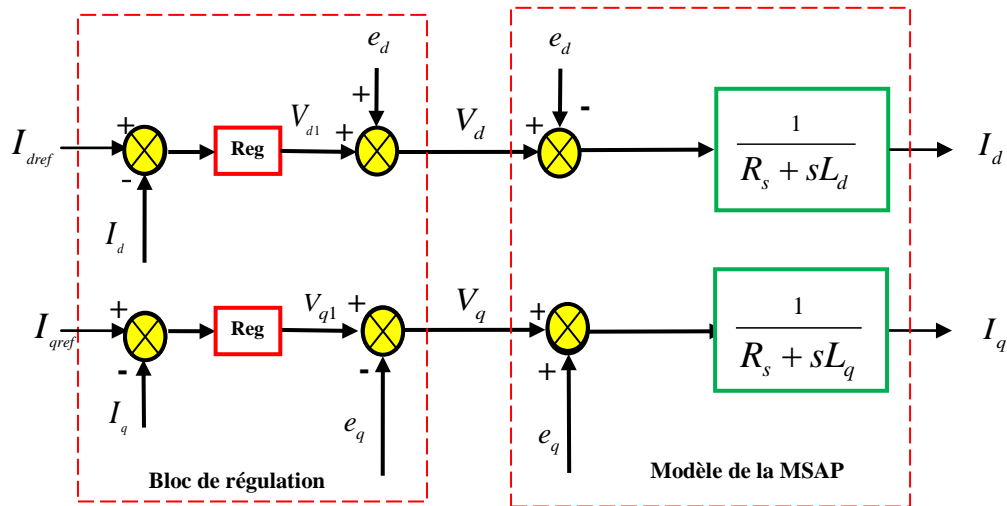 e_d
e_d
I_dref + - Reg V_d1 + + V_d + - 1 / R_s + sL_d I_d
I_d
I_qref + - Reg V_q1 + - V_q + + 1 / R_s + sL_q I_q
I_q
e_q
e_q
Bloc de régulation
Modèle de la MSAP